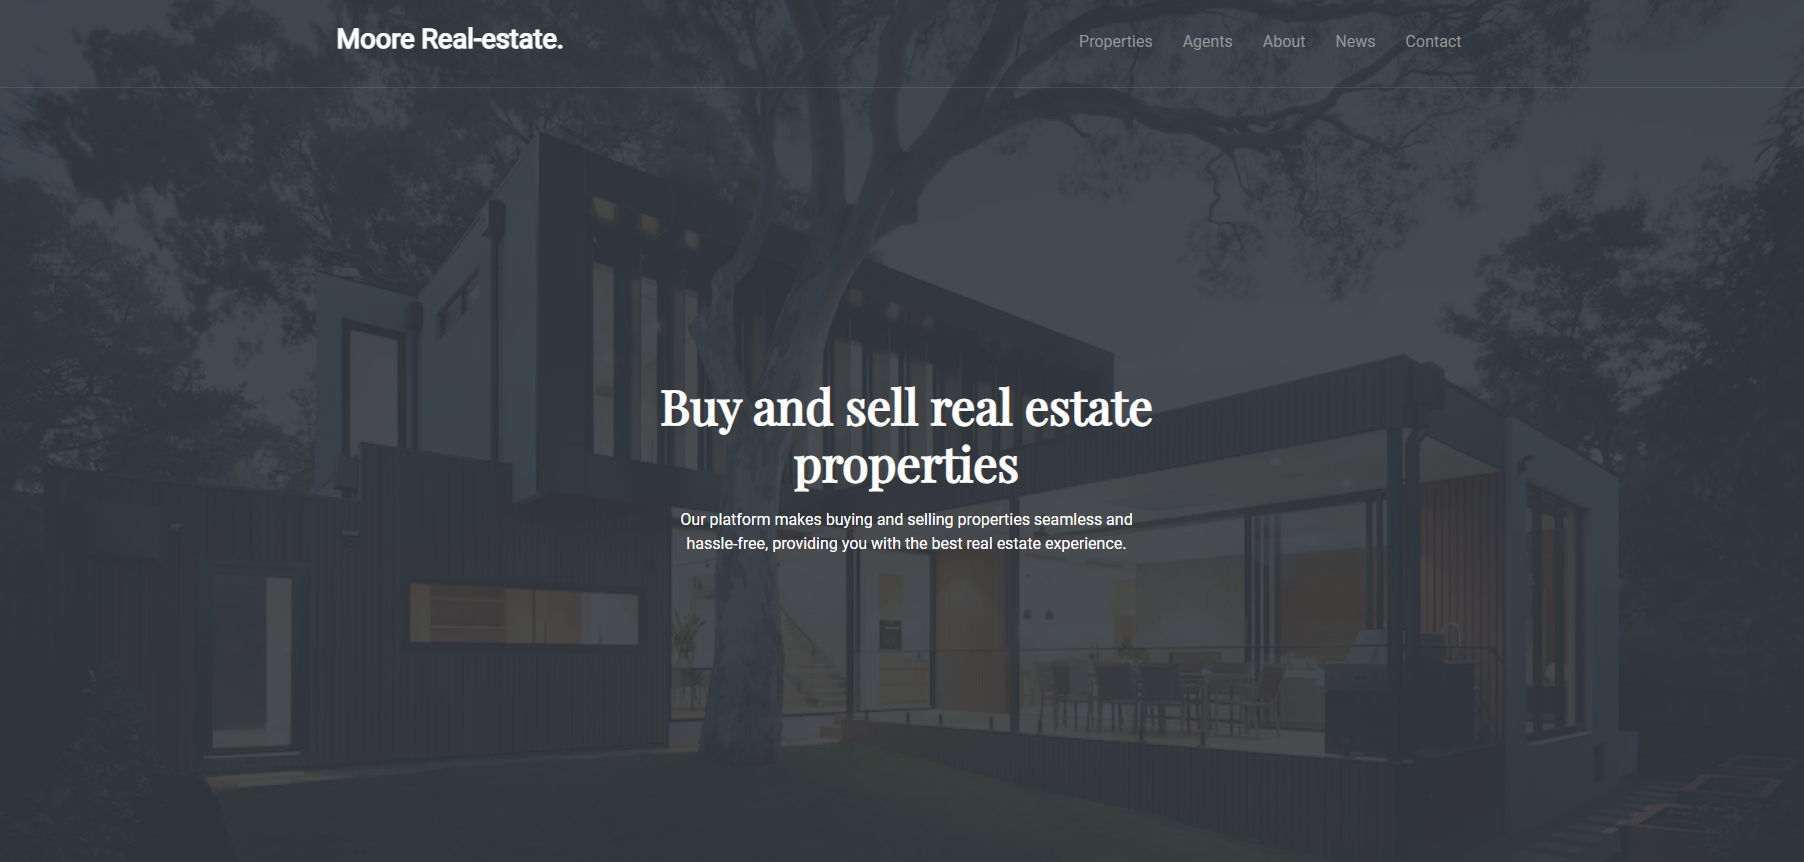 Moore Real-estate.
Properties Agents About News Contact
Buy and sell real estate
properties
Our platform makes buying and selling properties seamless and
hassle-free, providing you with the best real estate experience.